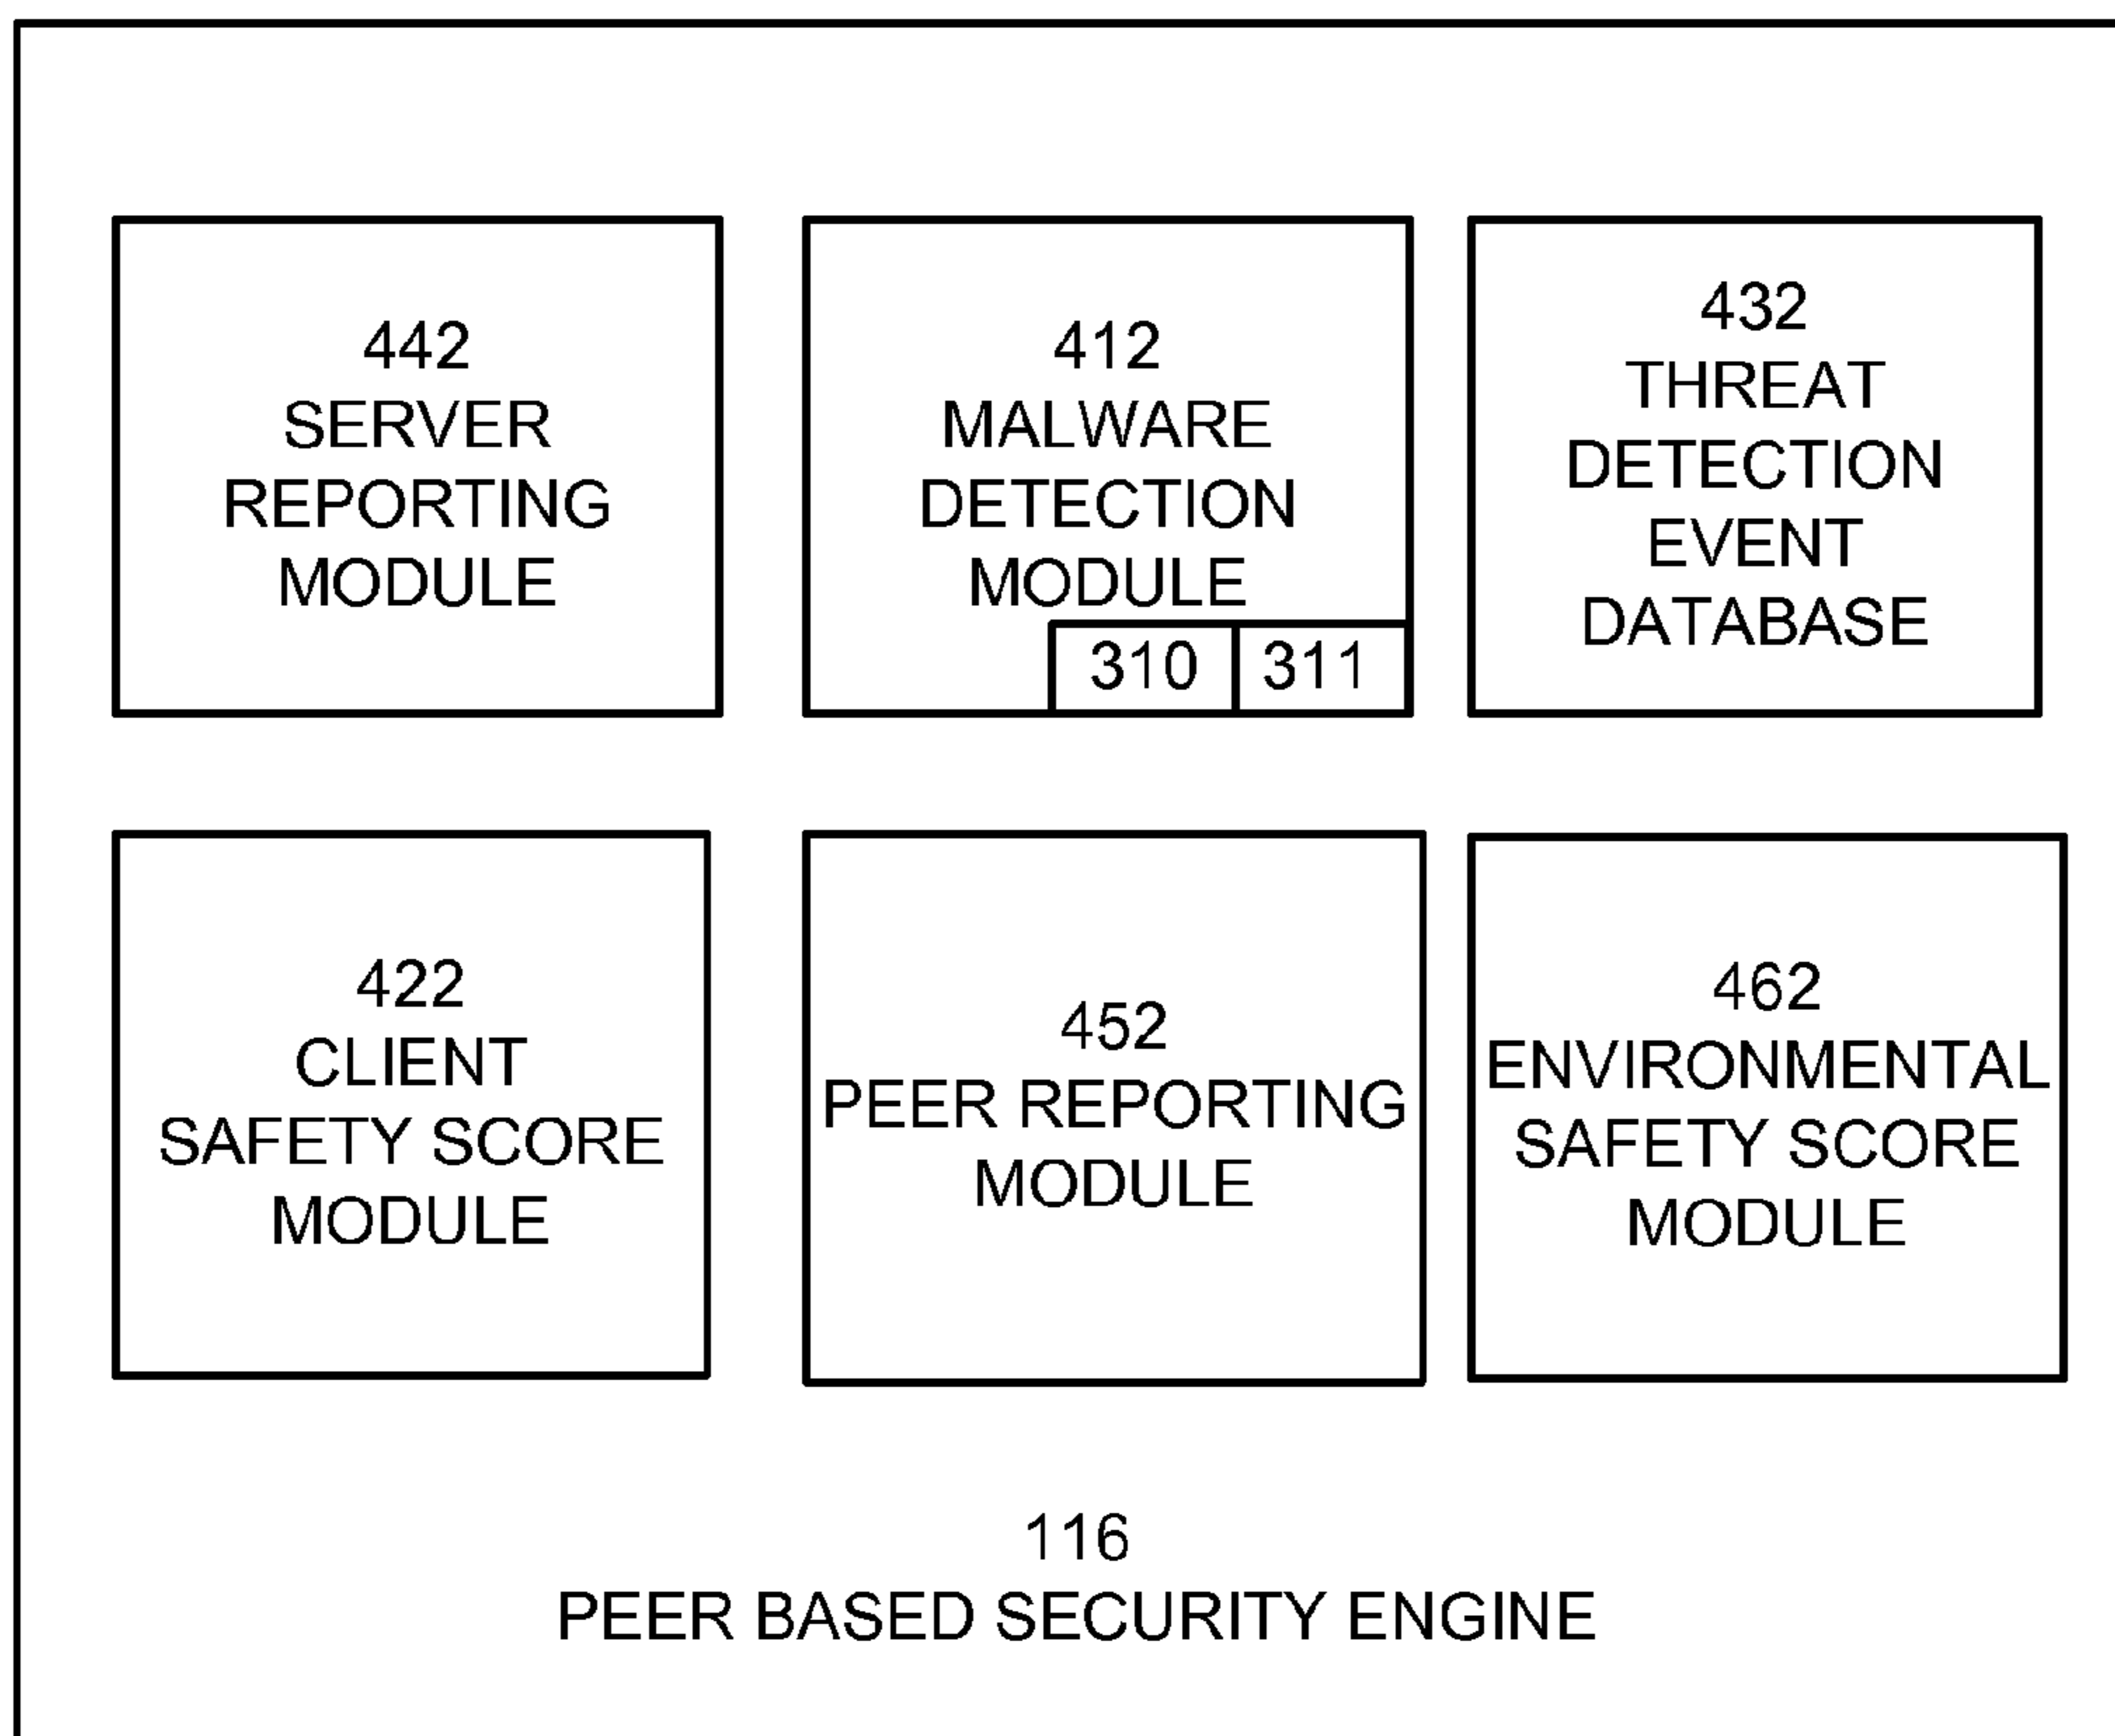 442
SERVER
REPORTING
MODULE
412
MALWARE
DETECTION
MODULE
310
311
432
THREAT
DETECTION
EVENT
DATABASE
422
CLIENT
SAFETY SCORE
MODULE
452
PEER REPORTING
MODULE
462
ENVIRONMENTAL
SAFETY SCORE
MODULE
116
PEER BASED SECURITY ENGINE